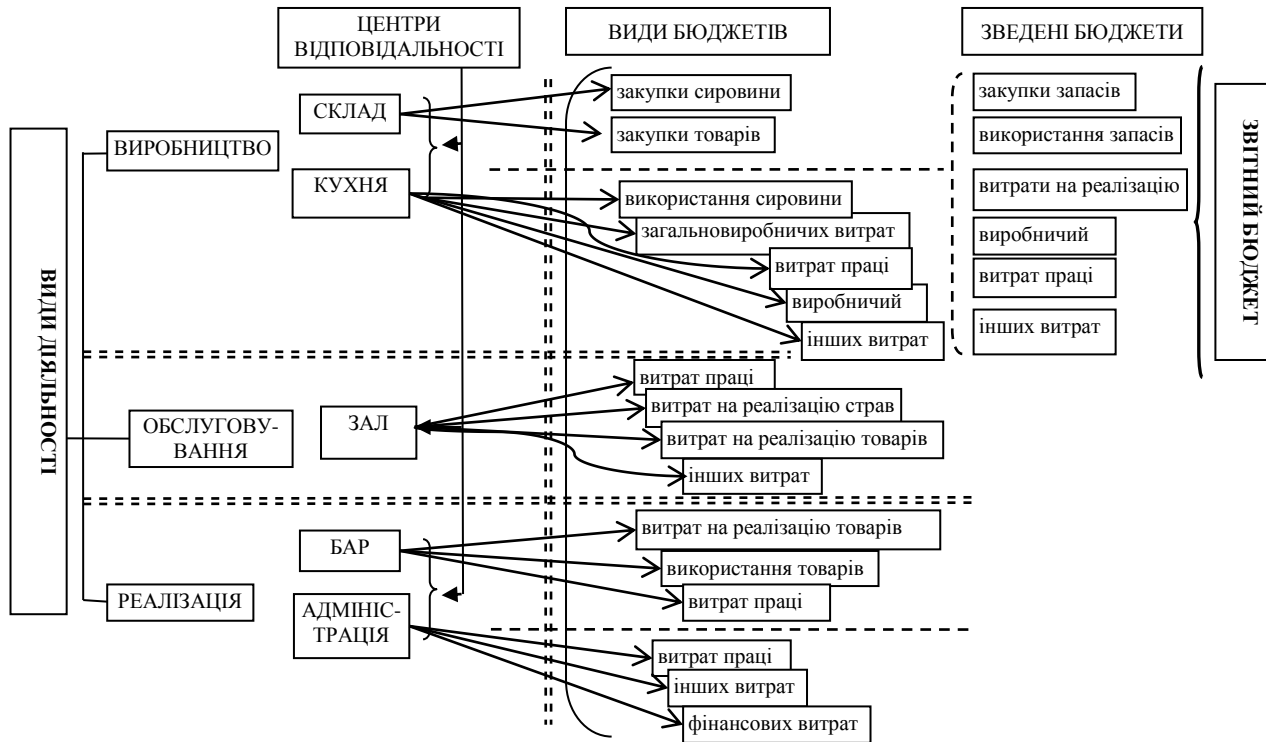 ЦЕНТРИ
ВІДПОВІДАЛЬНОСТІ
ВИДИ БЮДЖЕТІВ
ЗВЕДЕНІ БЮДЖЕТИ
ВИДИ ДІЯЛЬНОСТІ
ВИРОБНИЦТВО
СКЛАД
закупки сировини
закупки товарів
КУХНЯ
використання сировини
загальновиробничих витрат
витрат праці
виробничий
інших витрат
закупки запасів
використання запасів
витрати на реалізацію
виробничий
витрат праці
інших витрат
ЗВІТНИЙ БЮДЖЕТ
ОБСЛУГОВУ-
ВАННЯ
ЗАЛ
витрат праці
витрат на реалізацію страв
витрат на реалізацію товарів
інших витрат
РЕАЛІЗАЦІЯ
БАР
витрат на реалізацію товарів
використання товарів
витрат праці
АДМІНІС-
ТРАЦІЯ
витрат праці
інших витрат
фінансових витрат